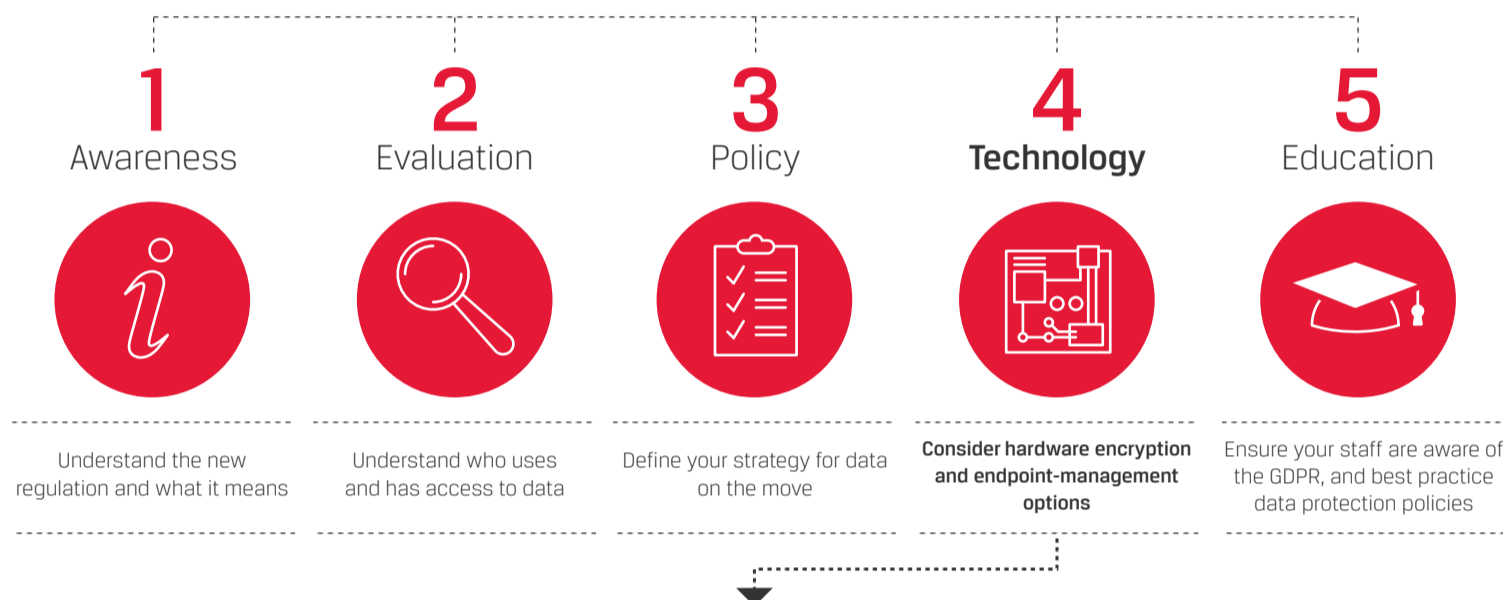 1
Awareness
Understand the new
regulation and what it means
2
Evaluation
Understand who uses
and has access to data
3
Policy
Define your strategy for data
on the move
4
Technology
Consider hardware encryption
and endpoint-management
options
5
Education
Ensure your staff are aware of
the GDPR, and best practice
data protection policies